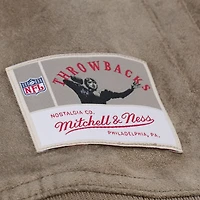 THROWBACKS
NFL
NOSTALGIA CO.
Mitchell & Ness
PHILADELPHIA, PA.